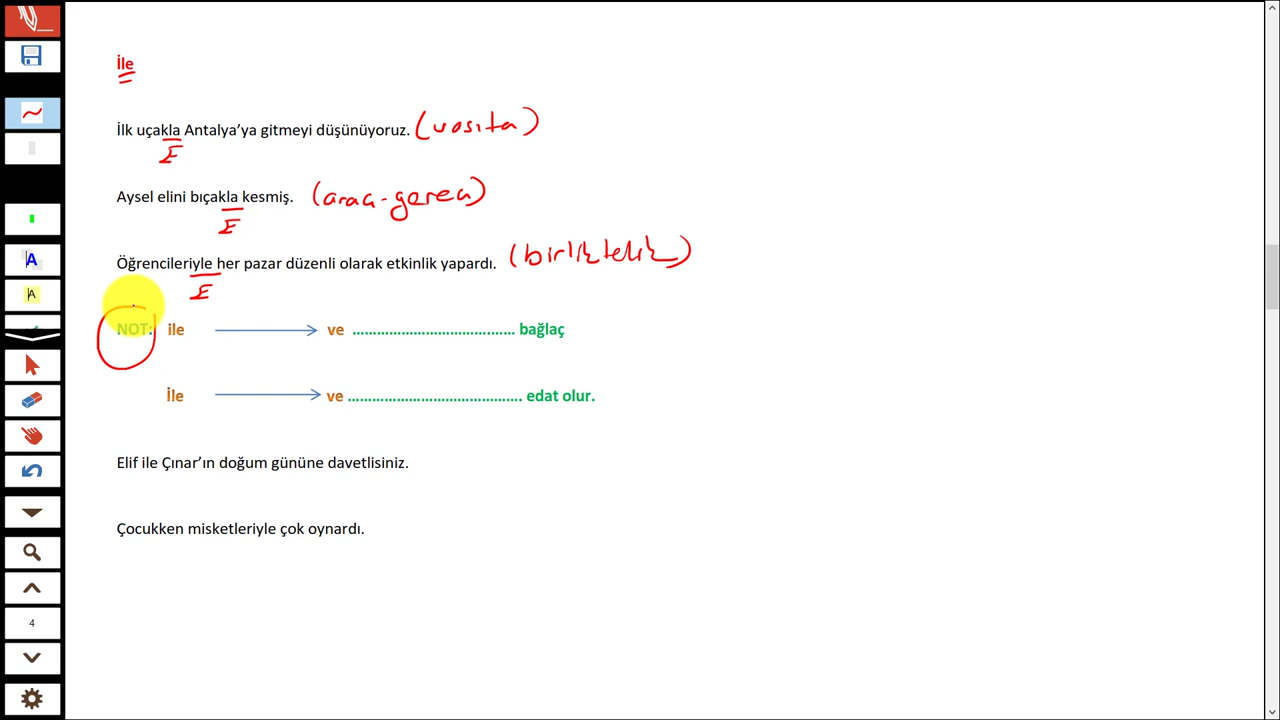 İle
İlk uçakla Antalya'ya gitmeyi düşünüyoruz. (vasıta)
E
Aysel elini bıçakla kesmiş. (araç-gereç)
E
Öğrencileriyle her pazar düzenli olarak etkinlik yapardı. (birliktelik)
E
NOT: ile ve ........................................ bağlaç
İle ve ........................................... edat olur.
Elif ile Çınar'ın doğum gününe davetlisiniz.
Çocukken misketleriyle çok oynardı.
A
A
4